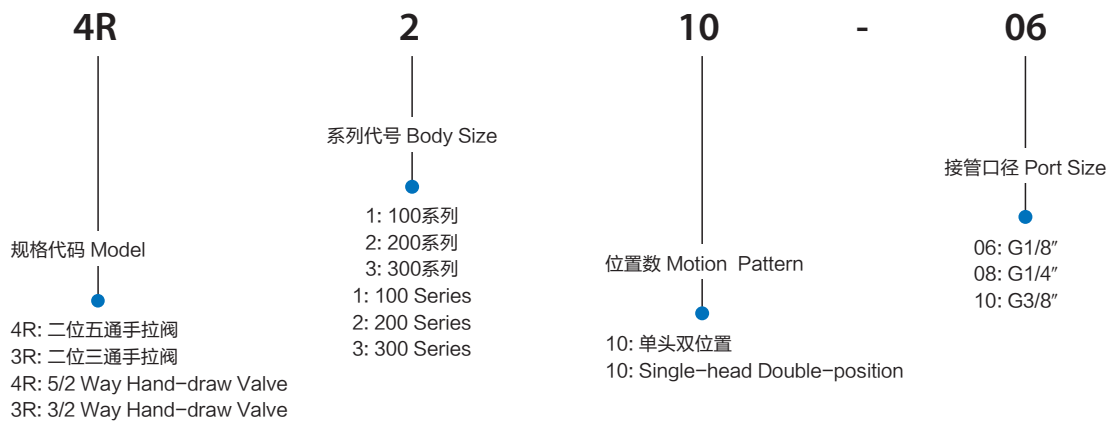 4R 2 10 - 06
规格代码 Model
4R: 二位五通手拉阀
3R: 二位三通手拉阀
4R: 5/2 Way Hand-draw Valve
3R: 3/2 Way Hand-draw Valve
系列代号 Body Size
1: 100系列
2: 200系列
3: 300系列
1: 100 Series
2: 200 Series
3: 300 Series
位置数 Motion Pattern
10: 单头双位置
10: Single-head Double-position
接管口径 Port Size
06: G1/8″
08: G1/4″
10: G3/8″